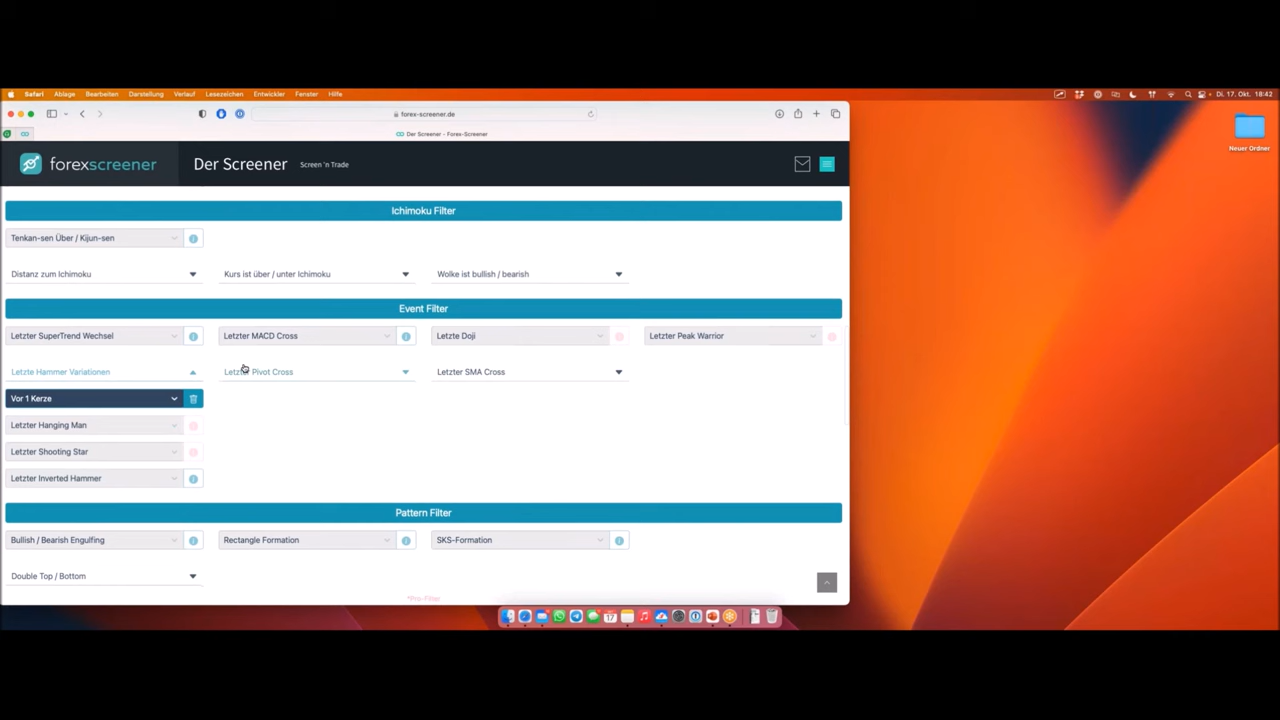 Safari Ablage Bearbeiten Darstellung Verlauf Lesezeichen Entwickler Fenster Hilfe
Di. 17. Okt. 18:42
forex-screener.de
Der Screener - Forex-Screener
Neuer Ordner
forexscreener Der Screener Screen 'n Trade
Ichimoku Filter
Tenkan-sen Über / Kijun-sen
Distanz zum Ichimoku Kurs ist über / unter Ichimoku Wolke ist bullish / bearish
Event Filter
Letzter SuperTrend Wechsel Letzter MACD Cross Letzte Doji Letzter Peak Warrior
Letzte Hammer Variationen Letzter Pivot Cross Letzter SMA Cross
Vor 1 Kerze
Letzter Hanging Man
Letzter Shooting Star
Letzter Inverted Hammer
Pattern Filter
Bullish / Bearish Engulfing Rectangle Formation SKS-Formation
Double Top / Bottom
*Pro-Filter
17